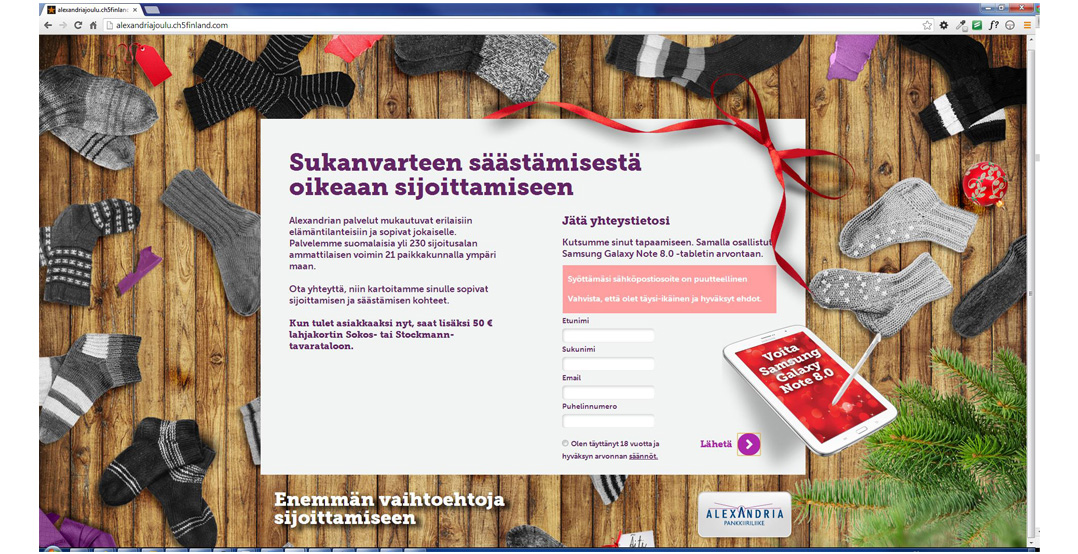 alexandriajoulu.ch5finlan
alexandriajoulu.ch5finland.com
Sukanvarteen säästämisestä
oikeaan sijoittamiseen
Alexandrian palvelut mukautuvat erilaisiin
elämäntilanteisiin ja sopivat jokaiselle.
Palvelemme suomalaisia yli 230 sijoitusalan
ammattilaisen voimin 21 paikkakunnalla ympäri
maan.
Ota yhteyttä, niin kartoitamme sinulle sopivat
sijoittamisen ja säästämisen kohteet.
Kun tulet asiakkaaksi nyt, saat lisäksi 50 €
lahjakortin Sokos- tai Stockmann-
tavarataloon.
Jätä yhteystietosi
Kutsumme sinut tapaamiseen. Samalla osallistut
Samsung Galaxy Note 8.0 -tabletin arvontaan.
Syöttämäsi sähköpostiosoite on puutteellinen
Vahvista, että olet täysi-ikäinen ja hyväksyt ehdot.
Etunimi
Sukunimi
Email
Puhelinnumero
Olen täyttänyt 18 vuotta ja
hyväksyn arvonnan säännöt.
Lähetä
Voita
Samsung
Galaxy
Note 8.0
Enemmän vaihtoehtoja
sijoittamiseen
ALEXANDRIA
PANKKIIRILIIKE